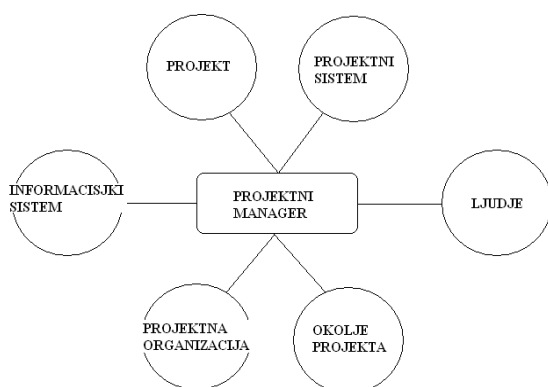 PROJEKT
PROJEKTNI
SISTEM
INFORMACISJKI
SISTEM
PROJEKTNI
MANAGER
LJUDJE
PROJEKTNA
ORGANIZACIJA
OKOLJE
PROJEKTA